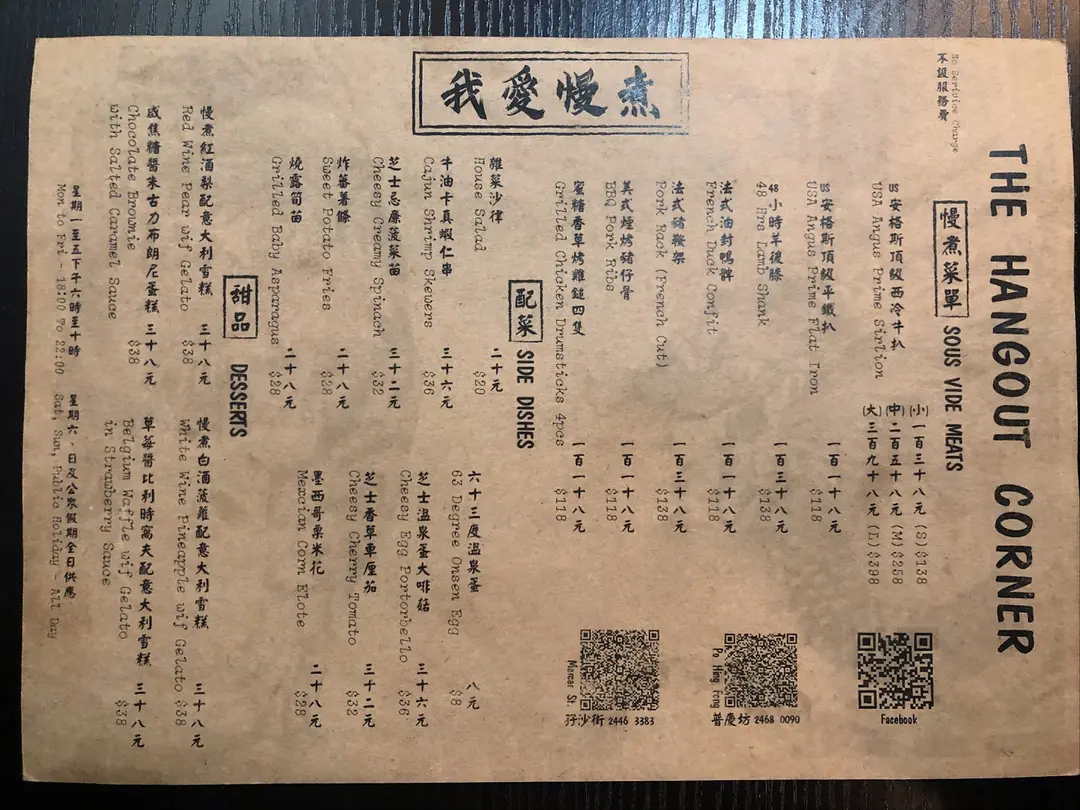 THE HANGOUT CORNER
No Serivice Charge
不設服務費
我愛慢煮
慢煮菜單 SOUS VIDE MEATS
US安格斯頂級西冷牛扒
USA Angus Prime Sirlion
(小)一百三十八元 (S)$138
(中)二百五十八元 (M)$258
(大)三百九十八元 (L)$398
US安格斯頂級平鐵扒 一百一十八元
USA Angus Prime Flat Iron $118
48小時羊後膝 一百三十八元
48 Hrs Lamb Shank $138
法式油封鴨髀 一百一十八元
French Duck Confit $118
法式豬鞍架 一百三十八元
Pork Rack (French Cut) $138
美式煙烤豬仔骨 一百一十八元
BBQ Pork Ribs $118
蜜糖香草烤雞鎚四隻 一百一十八元
Grilled Chicken Drumsticks 4pcs $118
Facebook
Po Hing Fong
普慶坊 2468 0090
Mercer St.
孖沙街 2446 3383
配菜 SIDE DISHES
雜菜沙律 二十元
House Salad $20
牛油卡真蝦仁串 三十六元
Cajun Shrimp Skewers $36
芝士忌廉菠菜苗 三十二元
Cheesy Creamy Spinach $32
炸蕃薯條 二十八元
Sweet Potato Fries $28
燒露筍苗 二十八元
Grilled Baby Asparagus $28
六十三度溫泉蛋 八元
63 Degree Onsen Egg $8
芝士溫泉蛋大啡菇 三十六元
Cheesy Egg Portorbello $36
芝士香草車厘茄 三十二元
Cheesy Cherry Tomato $32
墨西哥粟米花 二十八元
Mexcian Corn Elote $28
甜品 DESSERTS
慢煮紅酒梨配意大利雪糕 三十八元
Red Wine Pear wif Gelato $38
咸焦糖醬朱古力布朗尼蛋糕 三十八元
Chocolate Brownie $38
with Salted Caramel Sauce
慢煮白酒菠蘿配意大利雪糕 三十八元
White Wine Pineapple wif Gelato $38
草莓醬比利時窩夫配意大利雪糕 三十八元
Belgium Waffle wif Gelato $38
in Strawberry Sauce
星期一至五下午六時至十時 星期六,日及公眾假期全日供應
Mon to Fri - 18:00 To 22:00 Sat, Sun, Public Holiday - All Day